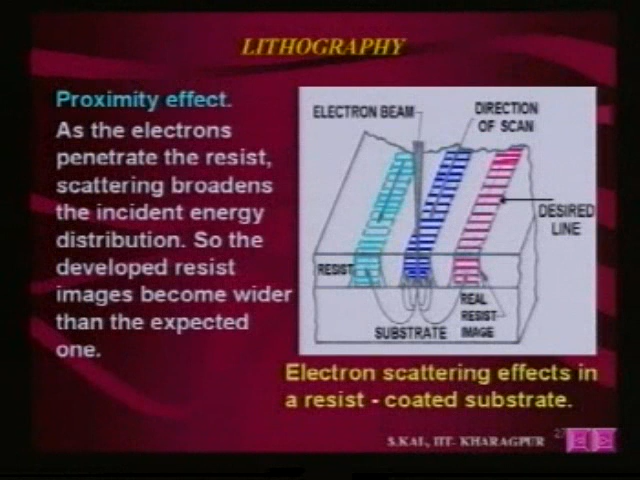 LITHOGRAPHY
Proximity effect.
As the electrons
penetrate the resist,
scattering broadens
the incident energy
distribution. So the
developed resist
images become wider
than the expected
one.
ELECTRON BEAM
DIRECTION
OF SCAN
DESIRED
LINE
RESIST
REAL
RESIST
IMAGE
SUBSTRATE
Electron scattering effects in
a resist - coated substrate.
S.KAL, IIT- KHARAGPUR